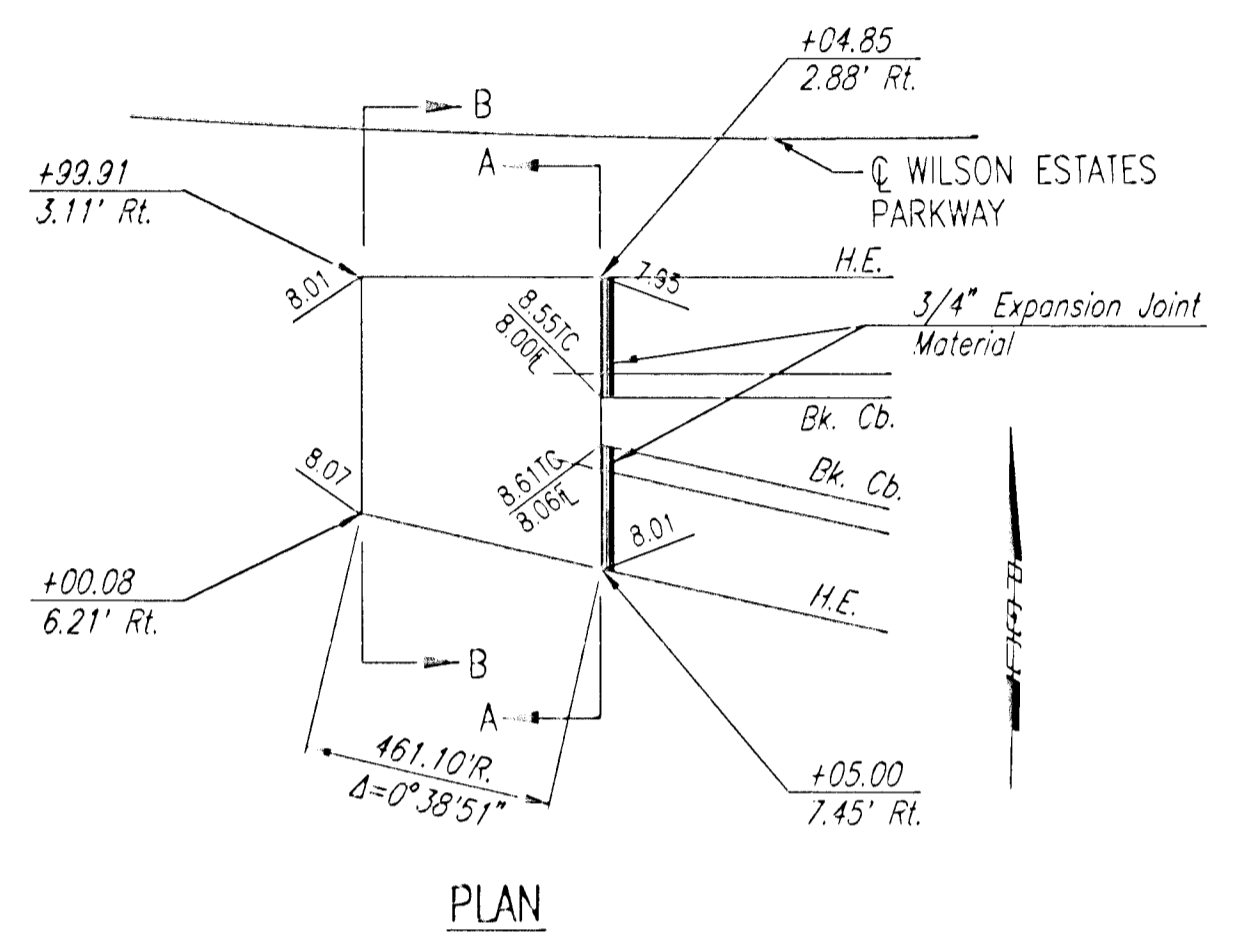 +04.85
2.88' Rt.
B
A
℄ WILSON ESTATES
PARKWAY
+99.91
3.11' Rt.
H.E.
8.01
7.93
3/4" Expansion Joint
Material
8.55TC
8.00℄
Bk. Cb.
Bk. Cb.
8.07
8.61TC
8.06℄
8.01
+00.08
6.21' Rt.
H.E.
B
A
461.10'R.
Δ=0°38'51"
+05.00
7.45' Rt.
PLAN